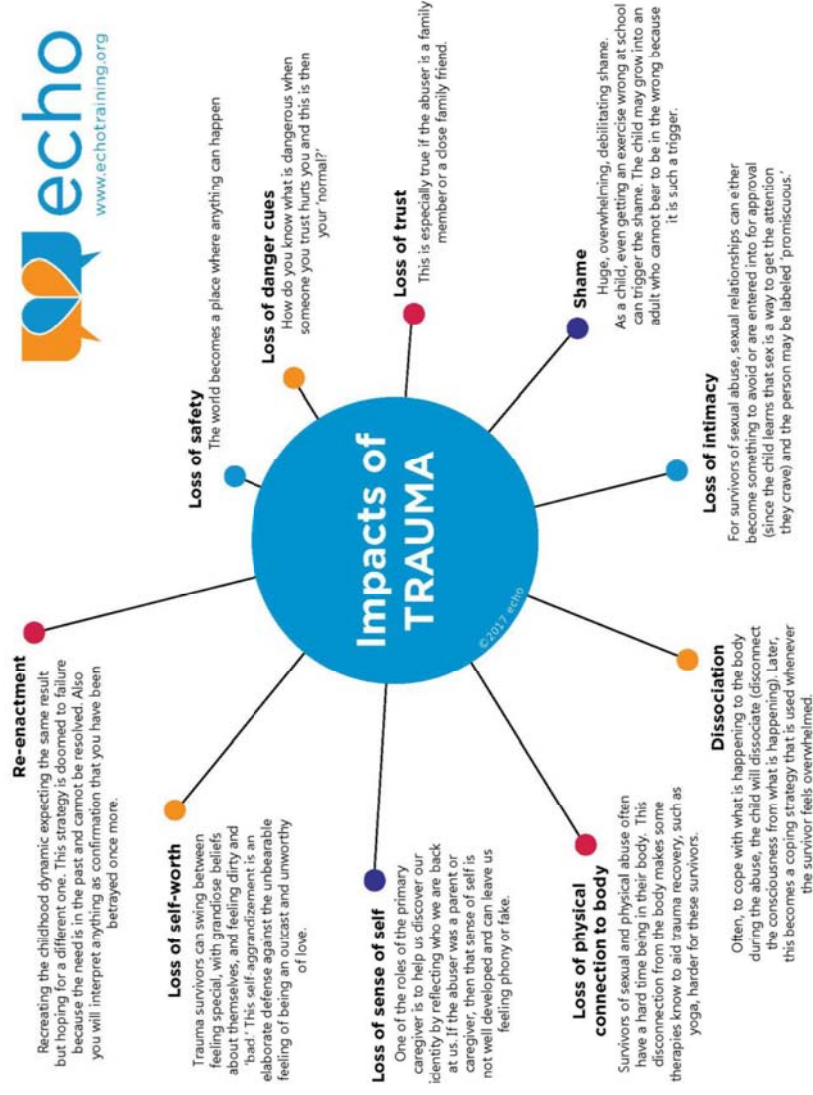 echo
www.echotraining.org
Re-enactment
Recreating the childhood dynamic expecting the same result
but hoping for a different one. This strategy is doomed to failure
because the need is in the past and cannot be resolved. Also
you will interpret anything as confirmation that you have been
betrayed once more.
Loss of safety
The world becomes a place where anything can happen
Loss of danger cues
How do you know what is dangerous when
someone you trust hurts you and this is then
your 'normal?'
Loss of trust
This is especially true if the abuser is a family
member or a close family friend.
Shame
Huge, overwhelming, debilitating shame.
As a child, even getting an exercise wrong at school
can trigger the shame. The child may grow into an
adult who cannot bear to be in the wrong because
it is such a trigger.
Loss of intimacy
For survivors of sexual abuse, sexual relationships can either
become something to avoid or are entered into for approval
(since the child learns that sex is a way to get the attention
they crave) and the person may be labeled 'promiscuous.'
Dissociation
Often, to cope with what is happening to the body
during the abuse, the child will dissociate (disconnect
the consciousness from what is happening). Later,
this becomes a coping strategy that is used whenever
the survivor feels overwhelmed.
Loss of physical
connection to body
Survivors of sexual and physical abuse often
have a hard time being in their body. This
disconnection from the body makes some
therapies know to aid trauma recovery, such as
yoga, harder for these survivors.
Loss of sense of self
One of the roles of the primary
caregiver is to help us discover our
identity by reflecting who we are back
at us. If the abuser was a parent or
caregiver, then that sense of self is
not well developed and can leave us
feeling phony or fake.
Loss of self-worth
Trauma survivors can swing between
feeling special, with grandiose beliefs
about themselves, and feeling dirty and
'bad.' This self-aggrandizement is an
elaborate defense against the unbearable
feeling of being an outcast and unworthy
of love.
Impacts of
TRAUMA
©2017 echo